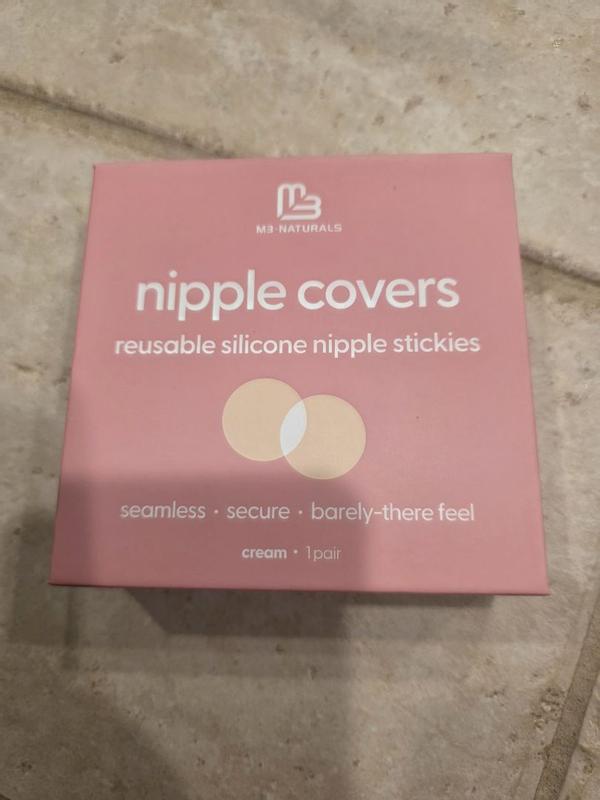 M3·NATURALS
nipple covers
reusable silicone nipple stickies
seamless · secure · barely-there feel
cream · 1 pair